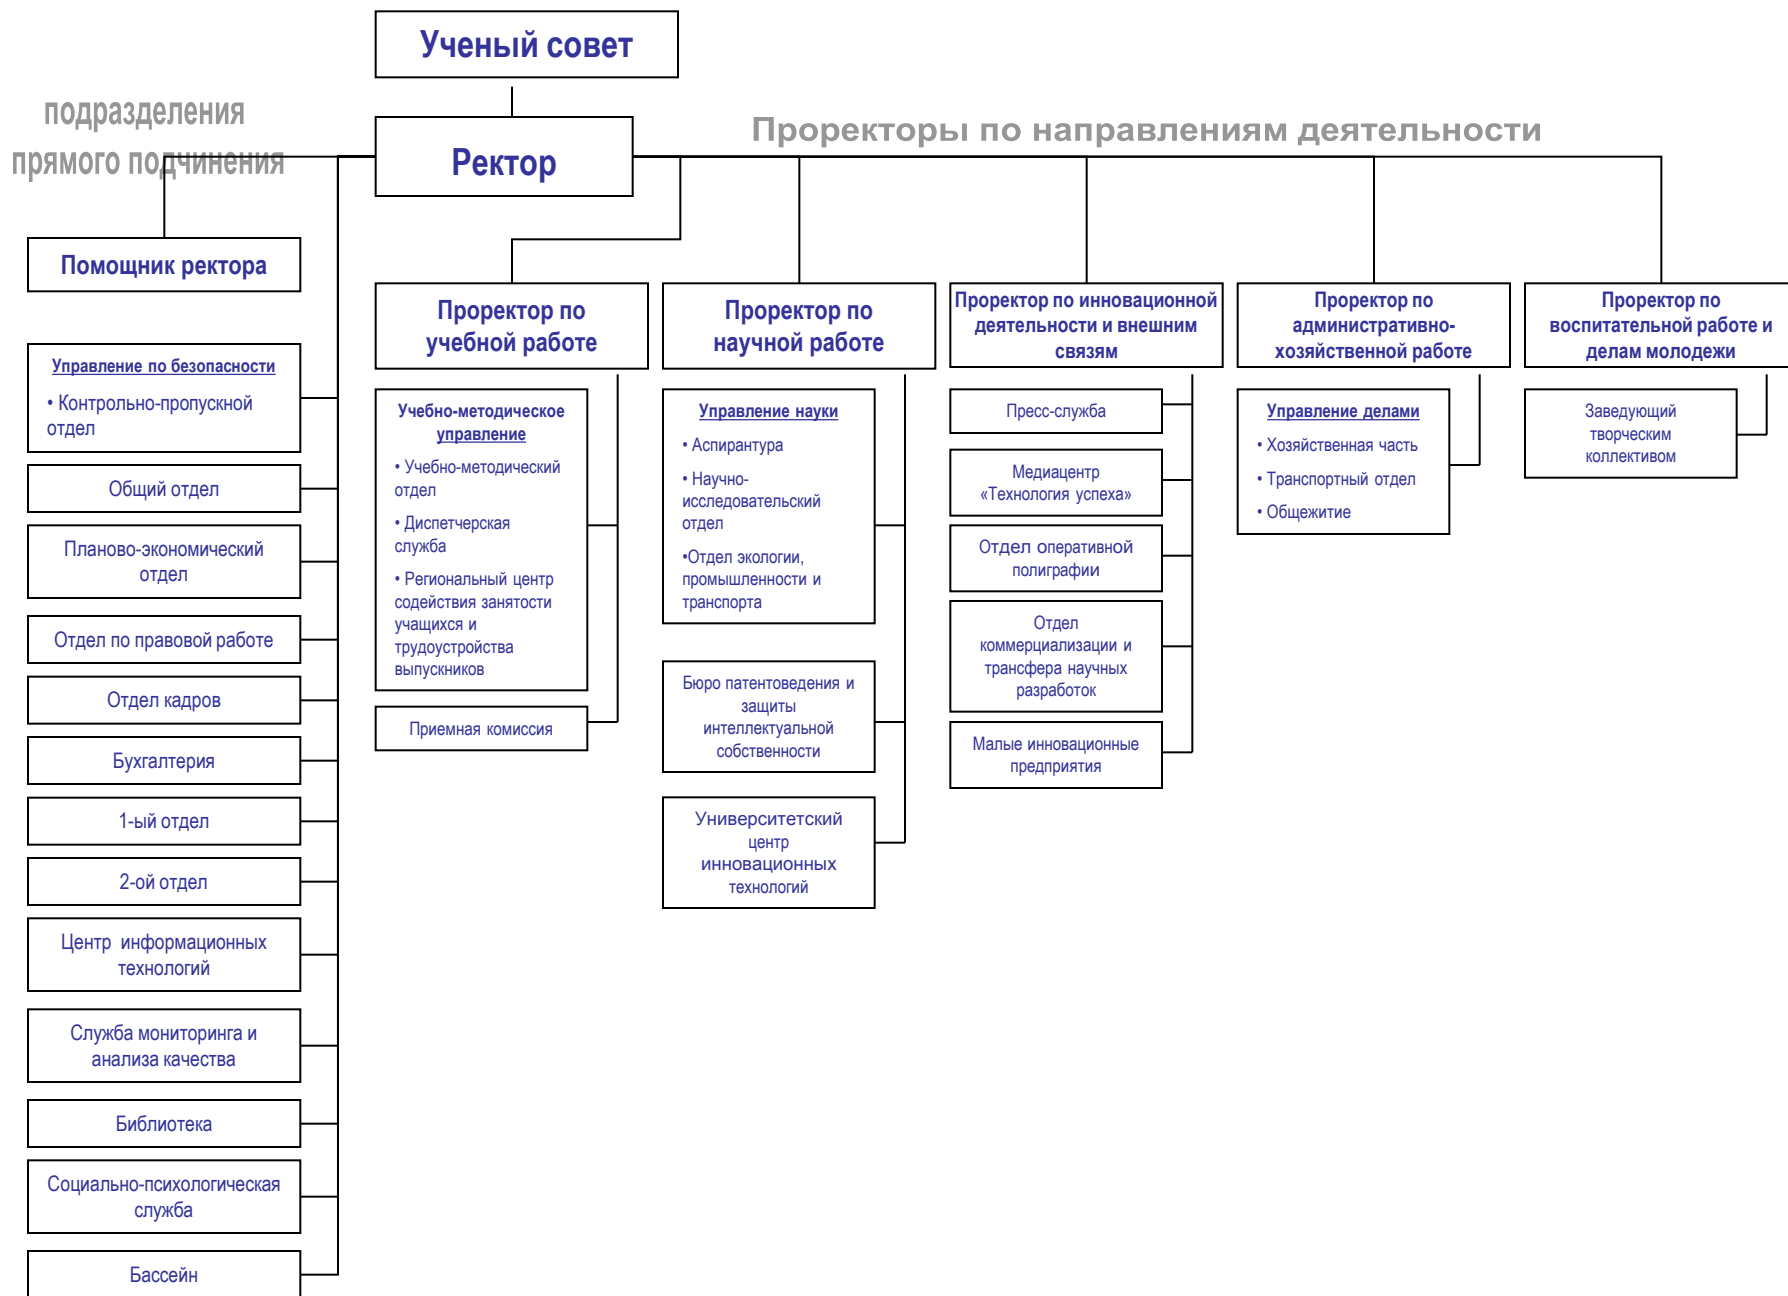 Ученый совет
подразделения
прямого подчинения
Ректор
Проректоры по направлениям деятельности
Помощник ректора
Управление по безопасности
• Контрольно-пропускной
отдел
Общий отдел
Планово-экономический
отдел
Отдел по правовой работе
Отдел кадров
Бухгалтерия
1-ый отдел
2-ой отдел
Центр информационных
технологий
Служба мониторинга и
анализа качества
Библиотека
Социально-психологическая
служба
Бассейн
Проректор по
учебной работе
Учебно-методическое
управление
• Учебно-методический
отдел
• Диспетчерская
служба
• Региональный центр
содействия занятости
учащихся и
трудоустройства
выпускников
Приемная комиссия
Проректор по
научной работе
Управление науки
• Аспирантура
• Научно-
исследовательский
отдел
•Отдел экологии,
промышленности и
транспорта
Бюро патентоведения и
защиты
интеллектуальной
собственности
Университетский
центр
инновационных
технологий
Проректор по инновационной
деятельности и внешним
связям
Пресс-служба
Медиацентр
«Технология успеха»
Отдел оперативной
полиграфии
Отдел
коммерциализации и
трансфера научных
разработок
Малые инновационные
предприятия
Проректор по
административно-
хозяйственной работе
Управление делами
• Хозяйственная часть
• Транспортный отдел
• Общежитие
Проректор по
воспитательной работе и
делам молодежи
Заведующий
творческим
коллективом